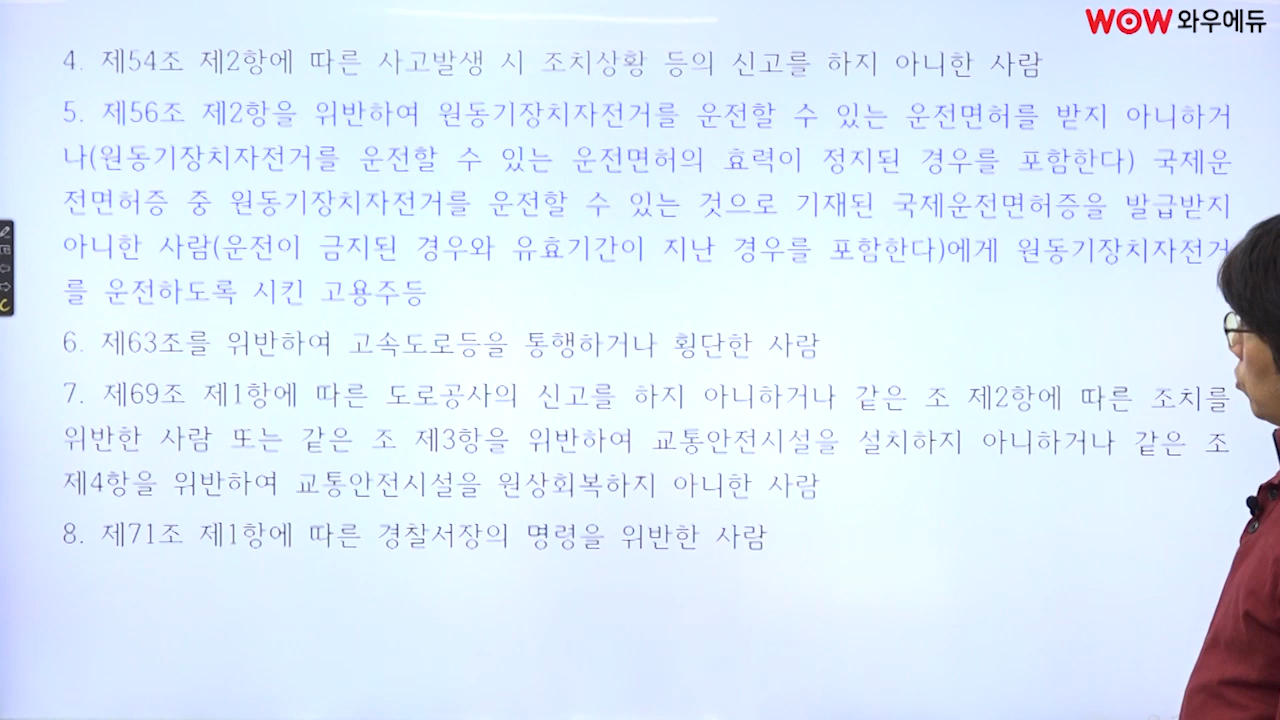 WOW 와우에듀
4. 제54조 제2항에 따른 사고발생 시 조치상황 등의 신고를 하지 아니한 사람
5. 제56조 제2항을 위반하여 원동기장치자전거를 운전할 수 있는 운전면허를 받지 아니하거
나(원동기장치자전거를 운전할 수 있는 운전면허의 효력이 정지된 경우를 포함한다) 국제운
전면허증 중 원동기장치자전거를 운전할 수 있는 것으로 기재된 국제운전면허증을 발급받지
아니한 사람(운전이 금지된 경우와 유효기간이 지난 경우를 포함한다)에게 원동기장치자전거
를 운전하도록 시킨 고용주등
6. 제63조를 위반하여 고속도로등을 통행하거나 횡단한 사람
7. 제69조 제1항에 따른 도로공사의 신고를 하지 아니하거나 같은 조 제2항에 따른 조치를
위반한 사람 또는 같은 조 제3항을 위반하여 교통안전시설을 설치하지 아니하거나 같은 조
제4항을 위반하여 교통안전시설을 원상회복하지 아니한 사람
8. 제71조 제1항에 따른 경찰서장의 명령을 위반한 사람